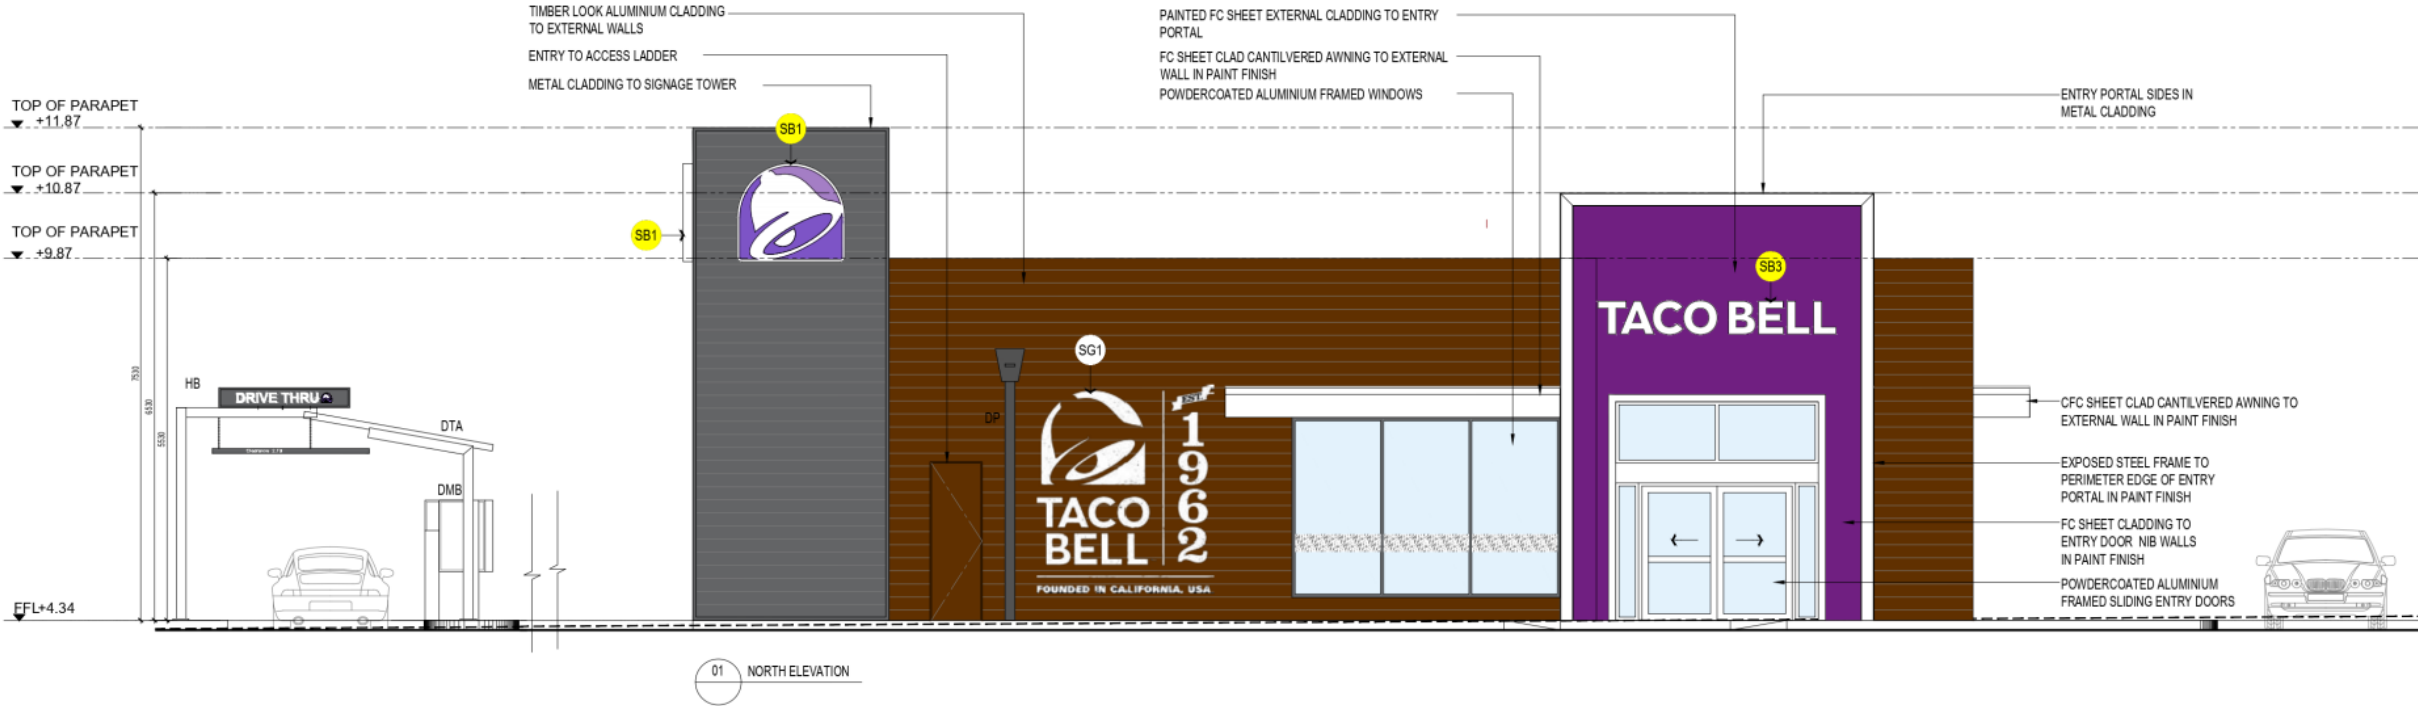 TIMBER LOOK ALUMINIUM CLADDING
TO EXTERNAL WALLS
ENTRY TO ACCESS LADDER
METAL CLADDING TO SIGNAGE TOWER
PAINTED FC SHEET EXTERNAL CLADDING TO ENTRY
PORTAL
FC SHEET CLAD CANTILVERED AWNING TO EXTERNAL
WALL IN PAINT FINISH
POWDERCOATED ALUMINIUM FRAMED WINDOWS
ENTRY PORTAL SIDES IN
METAL CLADDING
TOP OF PARAPET
+11.87
TOP OF PARAPET
+10.87
TOP OF PARAPET
+9.87
SB1
SB1
SB3
TACO BELL
7530
6530
5530
HB
DRIVE THRU
DTA
DMB
FFL+4.34
DP
SG1
EST.
1962
TACO
BELL
FOUNDED IN CALIFORNIA, USA
CFC SHEET CLAD CANTILVERED AWNING TO
EXTERNAL WALL IN PAINT FINISH
EXPOSED STEEL FRAME TO
PERIMETER EDGE OF ENTRY
PORTAL IN PAINT FINISH
FC SHEET CLADDING TO
ENTRY DOOR NIB WALLS
IN PAINT FINISH
POWDERCOATED ALUMINIUM
FRAMED SLIDING ENTRY DOORS
01 NORTH ELEVATION